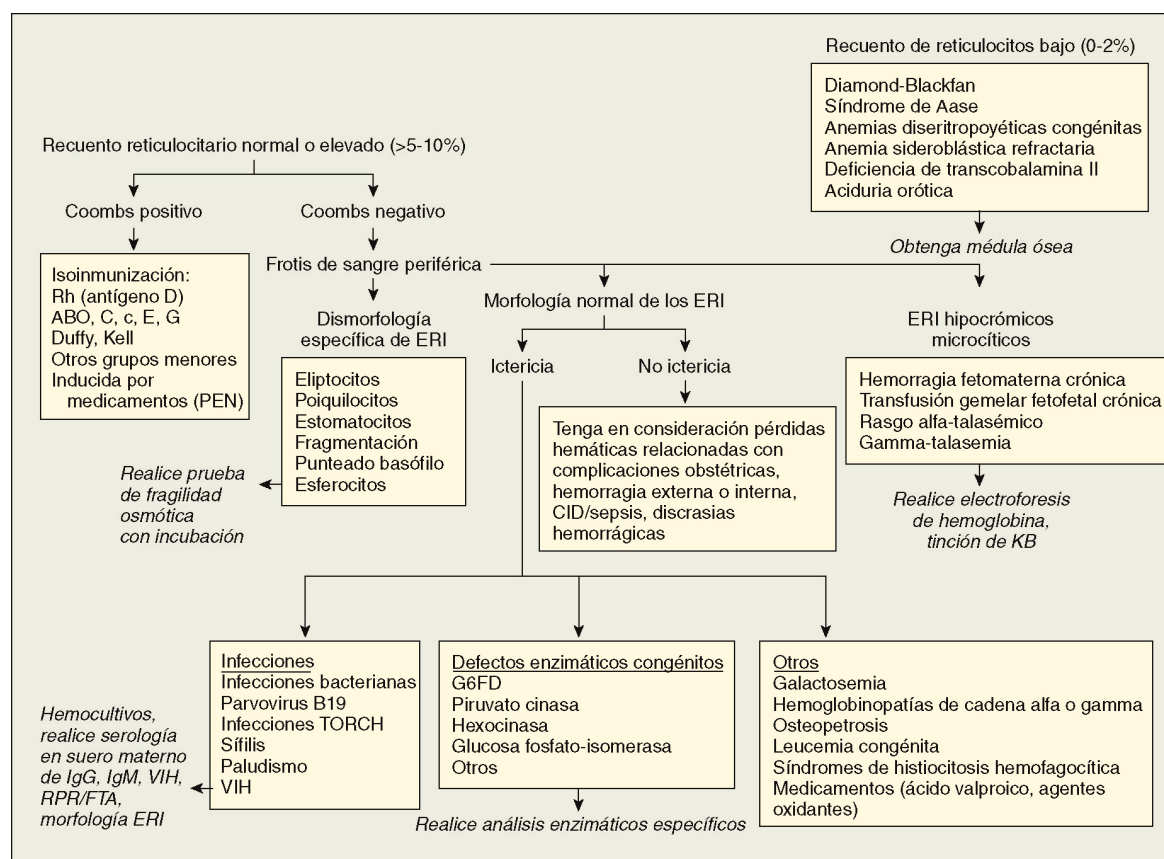 Recuento de reticulocitos bajo (0-2%)
Diamond-Blackfan
Síndrome de Aase
Anemias diseritropoyéticas congénitas
Anemia sideroblástica refractaria
Deficiencia de transcobalamina II
Aciduria orótica
Obtenga médula ósea
Recuento reticulocitario normal o elevado (>5-10%)
Coombs positivo
Coombs negativo
Isoinmunización:
Rh (antígeno D)
ABO, C, c, E, G
Duffy, Kell
Otros grupos menores
Inducida por
medicamentos (PEN)
Frotis de sangre periférica
Dismorfología
específica de ERI
Eliptocitos
Poiquilocitos
Estomatocitos
Fragmentación
Punteado basófilo
Esferocitos
Realice prueba
de fragilidad
osmótica
con incubación
Morfología normal de los ERI
Ictericia
No ictericia
Tenga en consideración pérdidas
hemáticas relacionadas con
complicaciones obstétricas,
hemorragia externa o interna,
CID/sepsis, discrasias
hemorrágicas
ERI hipocrómicos
microcíticos
Hemorragia fetomaterna crónica
Transfusión gemelar fetofetal crónica
Rasgo alfa-talasémico
Gamma-talasemia
Realice electroforesis
de hemoglobina,
tinción de KB
Infecciones
Infecciones bacterianas
Parvovirus B19
Infecciones TORCH
Sífilis
Paludismo
VIH
Hemocultivos,
realice serología
en suero materno
de IgG, IgM, VIH,
RPR/FTA,
morfología ERI
Defectos enzimáticos congénitos
G6FD
Piruvato cinasa
Hexocinasa
Glucosa fosfato-isomerasa
Otros
Realice análisis enzimáticos específicos
Otros
Galactosemia
Hemoglobinopatías de cadena alfa o gamma
Osteopetrosis
Leucemia congénita
Síndromes de histiocitosis hemofagocítica
Medicamentos (ácido valproico, agentes
oxidantes)